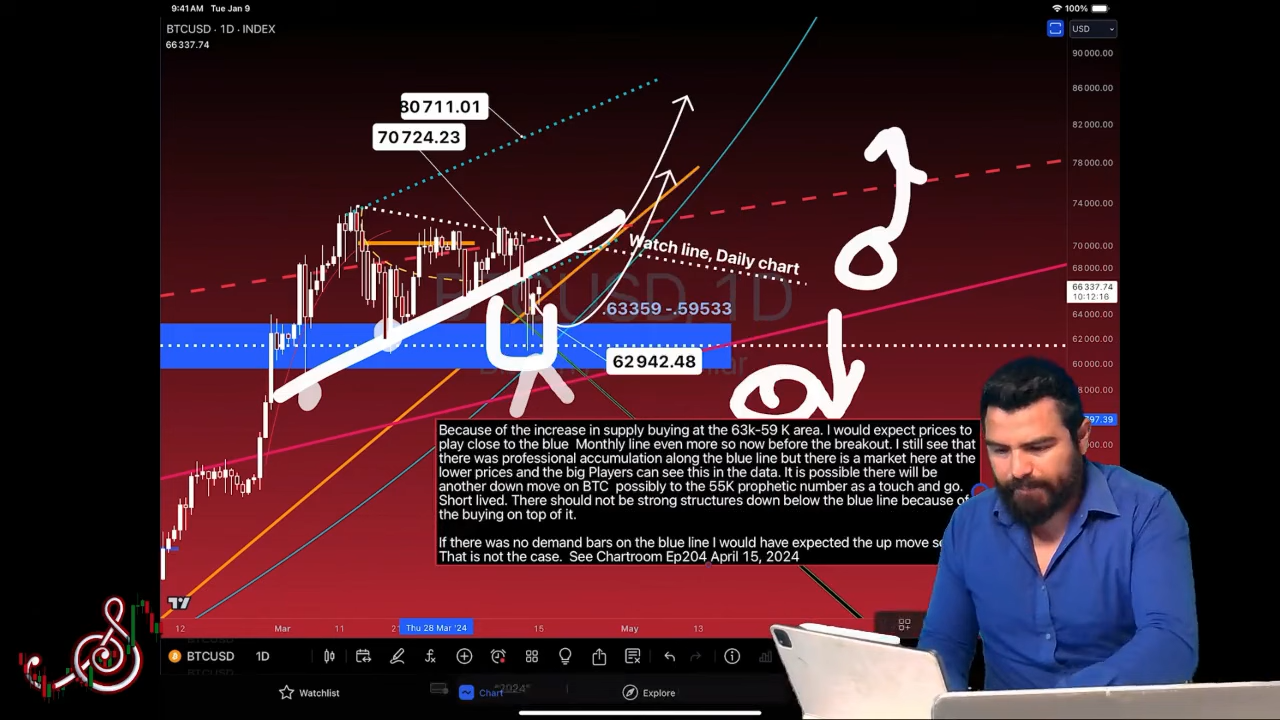 9:41 AM Tue Jan 9
100%
BTCUSD · 1D · INDEX
66 337.74
USD
90 000.00
86 000.00
82 000.00
78 000.00
74 000.00
70 000.00
68 000.00
66 337.74
10:12:16
64 000.00
62 000.00
60 000.00
58 000.00
80 711.01
70 724.23
Watch line, Daily chart
BTCUSD, 1D
.63359 -.59533
62 942.48
Because of the increase in supply buying at the 63k-59 K area. I would expect prices to
play close to the blue Monthly line even more so now before the breakout. I still see that
there was professional accumulation along the blue line but there is a market here at the
lower prices and the big Players can see this in the data. It is possible there will be
another down move on BTC possibly to the 55K prophetic number as a touch and go.
Short lived. There should not be strong structures down below the blue line because of
the buying on top of it.
If there was no demand bars on the blue line I would have expected the up move
That is not the case. See Chartroom Ep204 April 15, 2024
12
Mar
11
Thu 28 Mar '24
15
May
13
BTCUSD
1D
Watchlist
Chart
"2024"
Explore